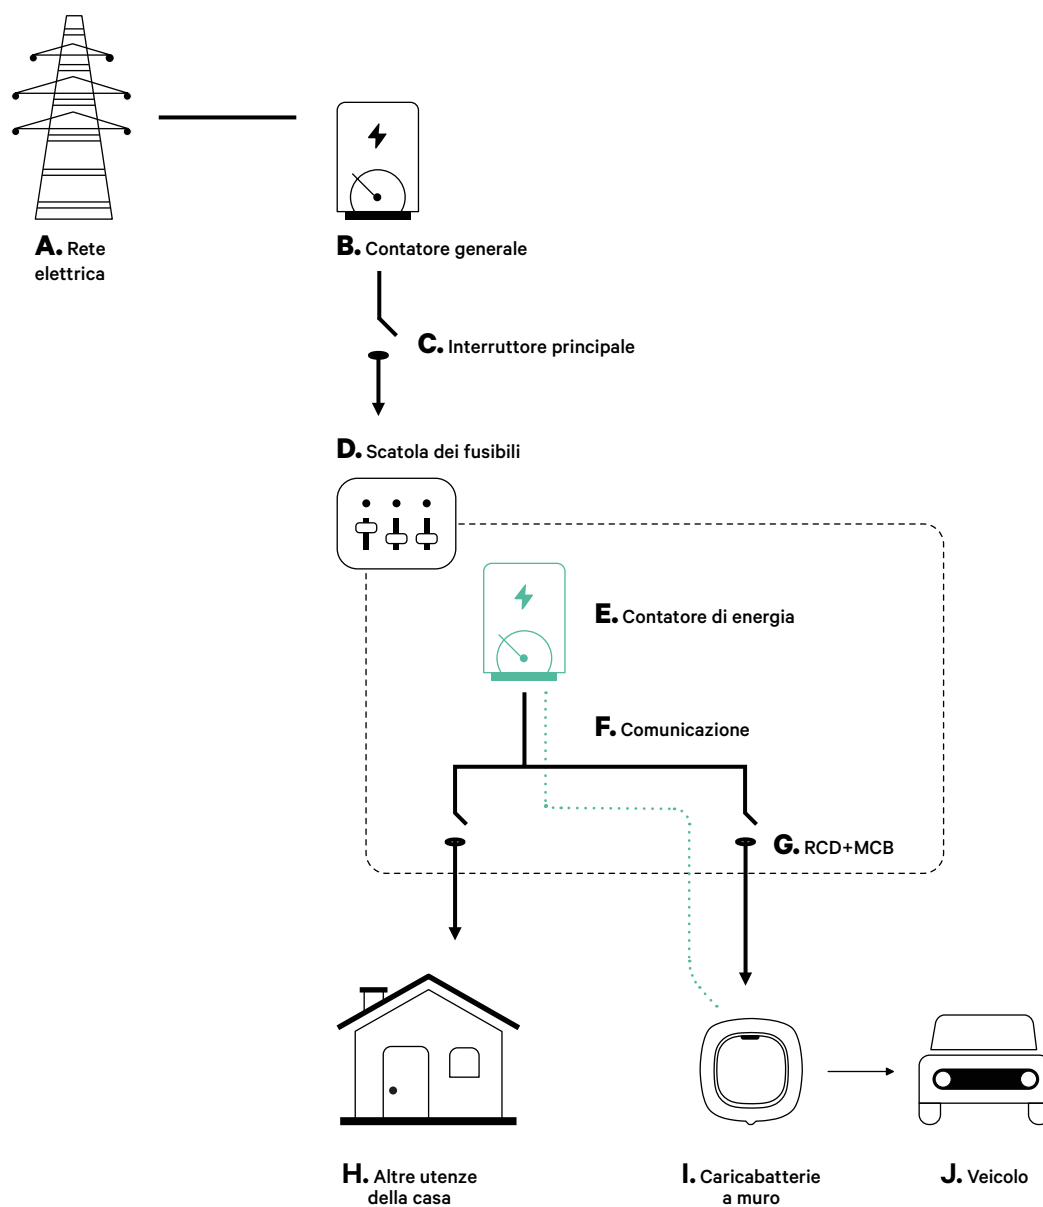 A. Rete
elettrica
B. Contatore generale
C. Interruttore principale
D. Scatola dei fusibili
E. Contatore di energia
F. Comunicazione
G. RCD+MCB
H. Altre utenze
della casa
I. Caricabatterie
a muro
J. Veicolo